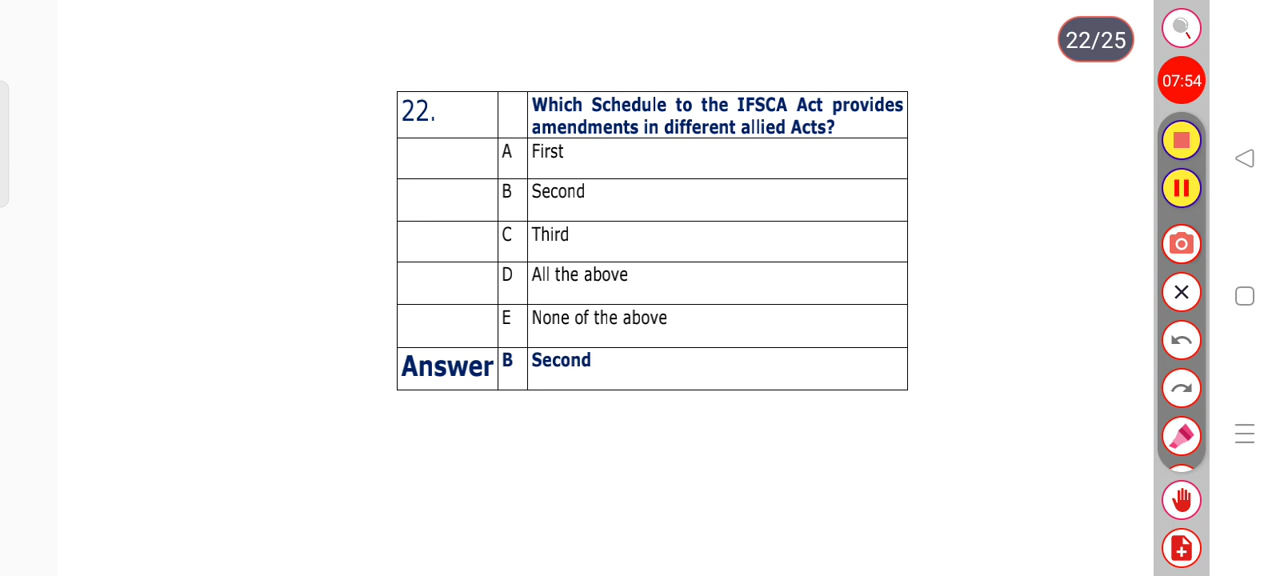 22/25
07:54
22. Which Schedule to the IFSCA Act provides
amendments in different allied Acts?
A First
B Second
C Third
D All the above
E None of the above
Answer B Second